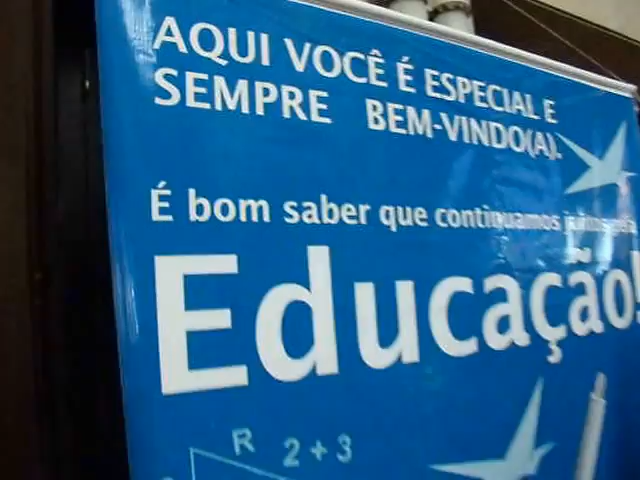 AQUI VOCÊ É ESPECIAL E
SEMPRE BEM-VINDO(A).
É bom saber que continuamos
Educação!
R 2+3